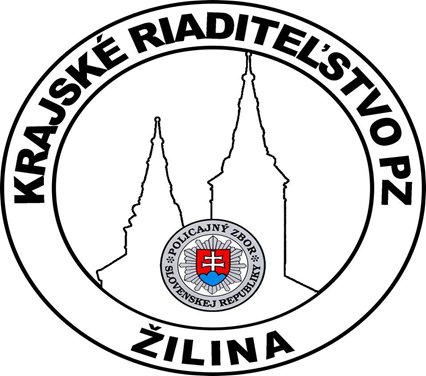 KRAJSKÉ RIADITEĽSTVO PZ
POLICAJNÝ ZBOR
SLOVENSKEJ REPUBLIKY
ŽILINA